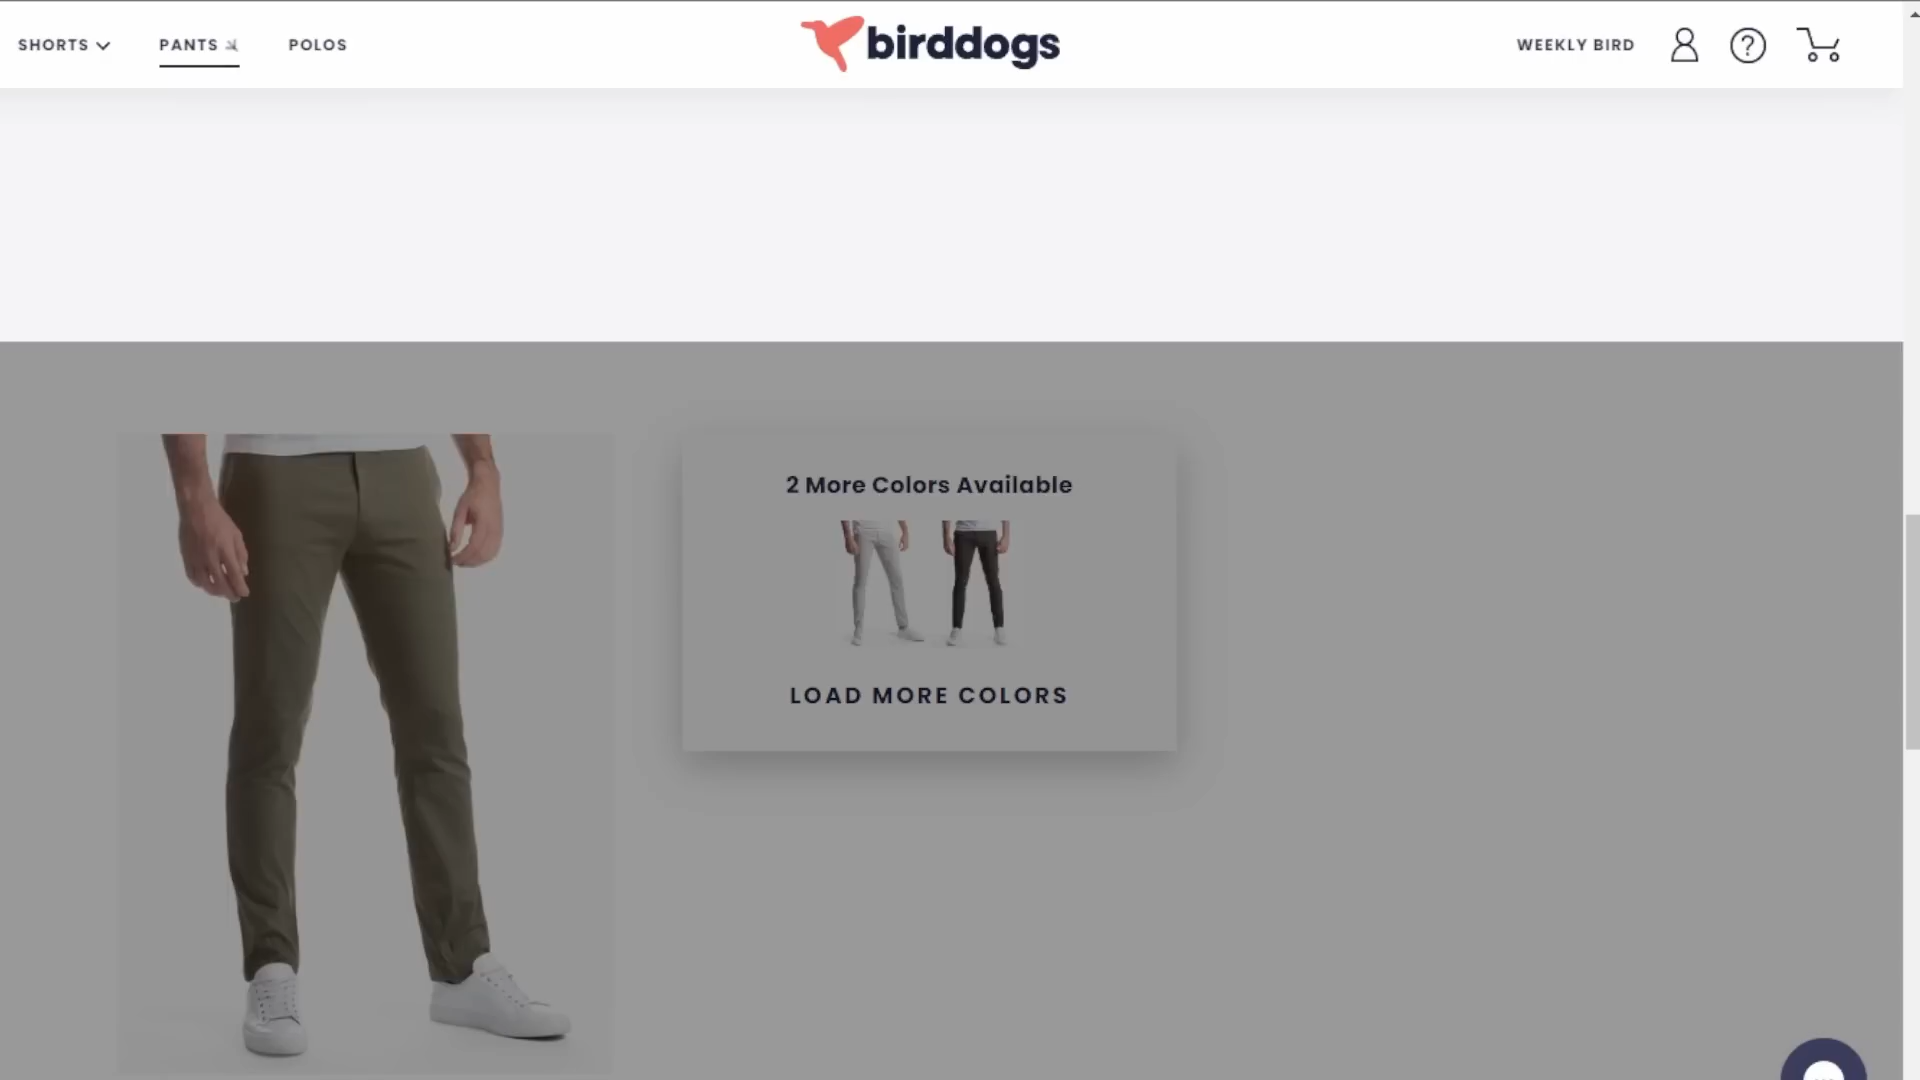 SHORTS
PANTS
POLOS
birddogs
WEEKLY BIRD
?
2 More Colors Available
LOAD MORE COLORS